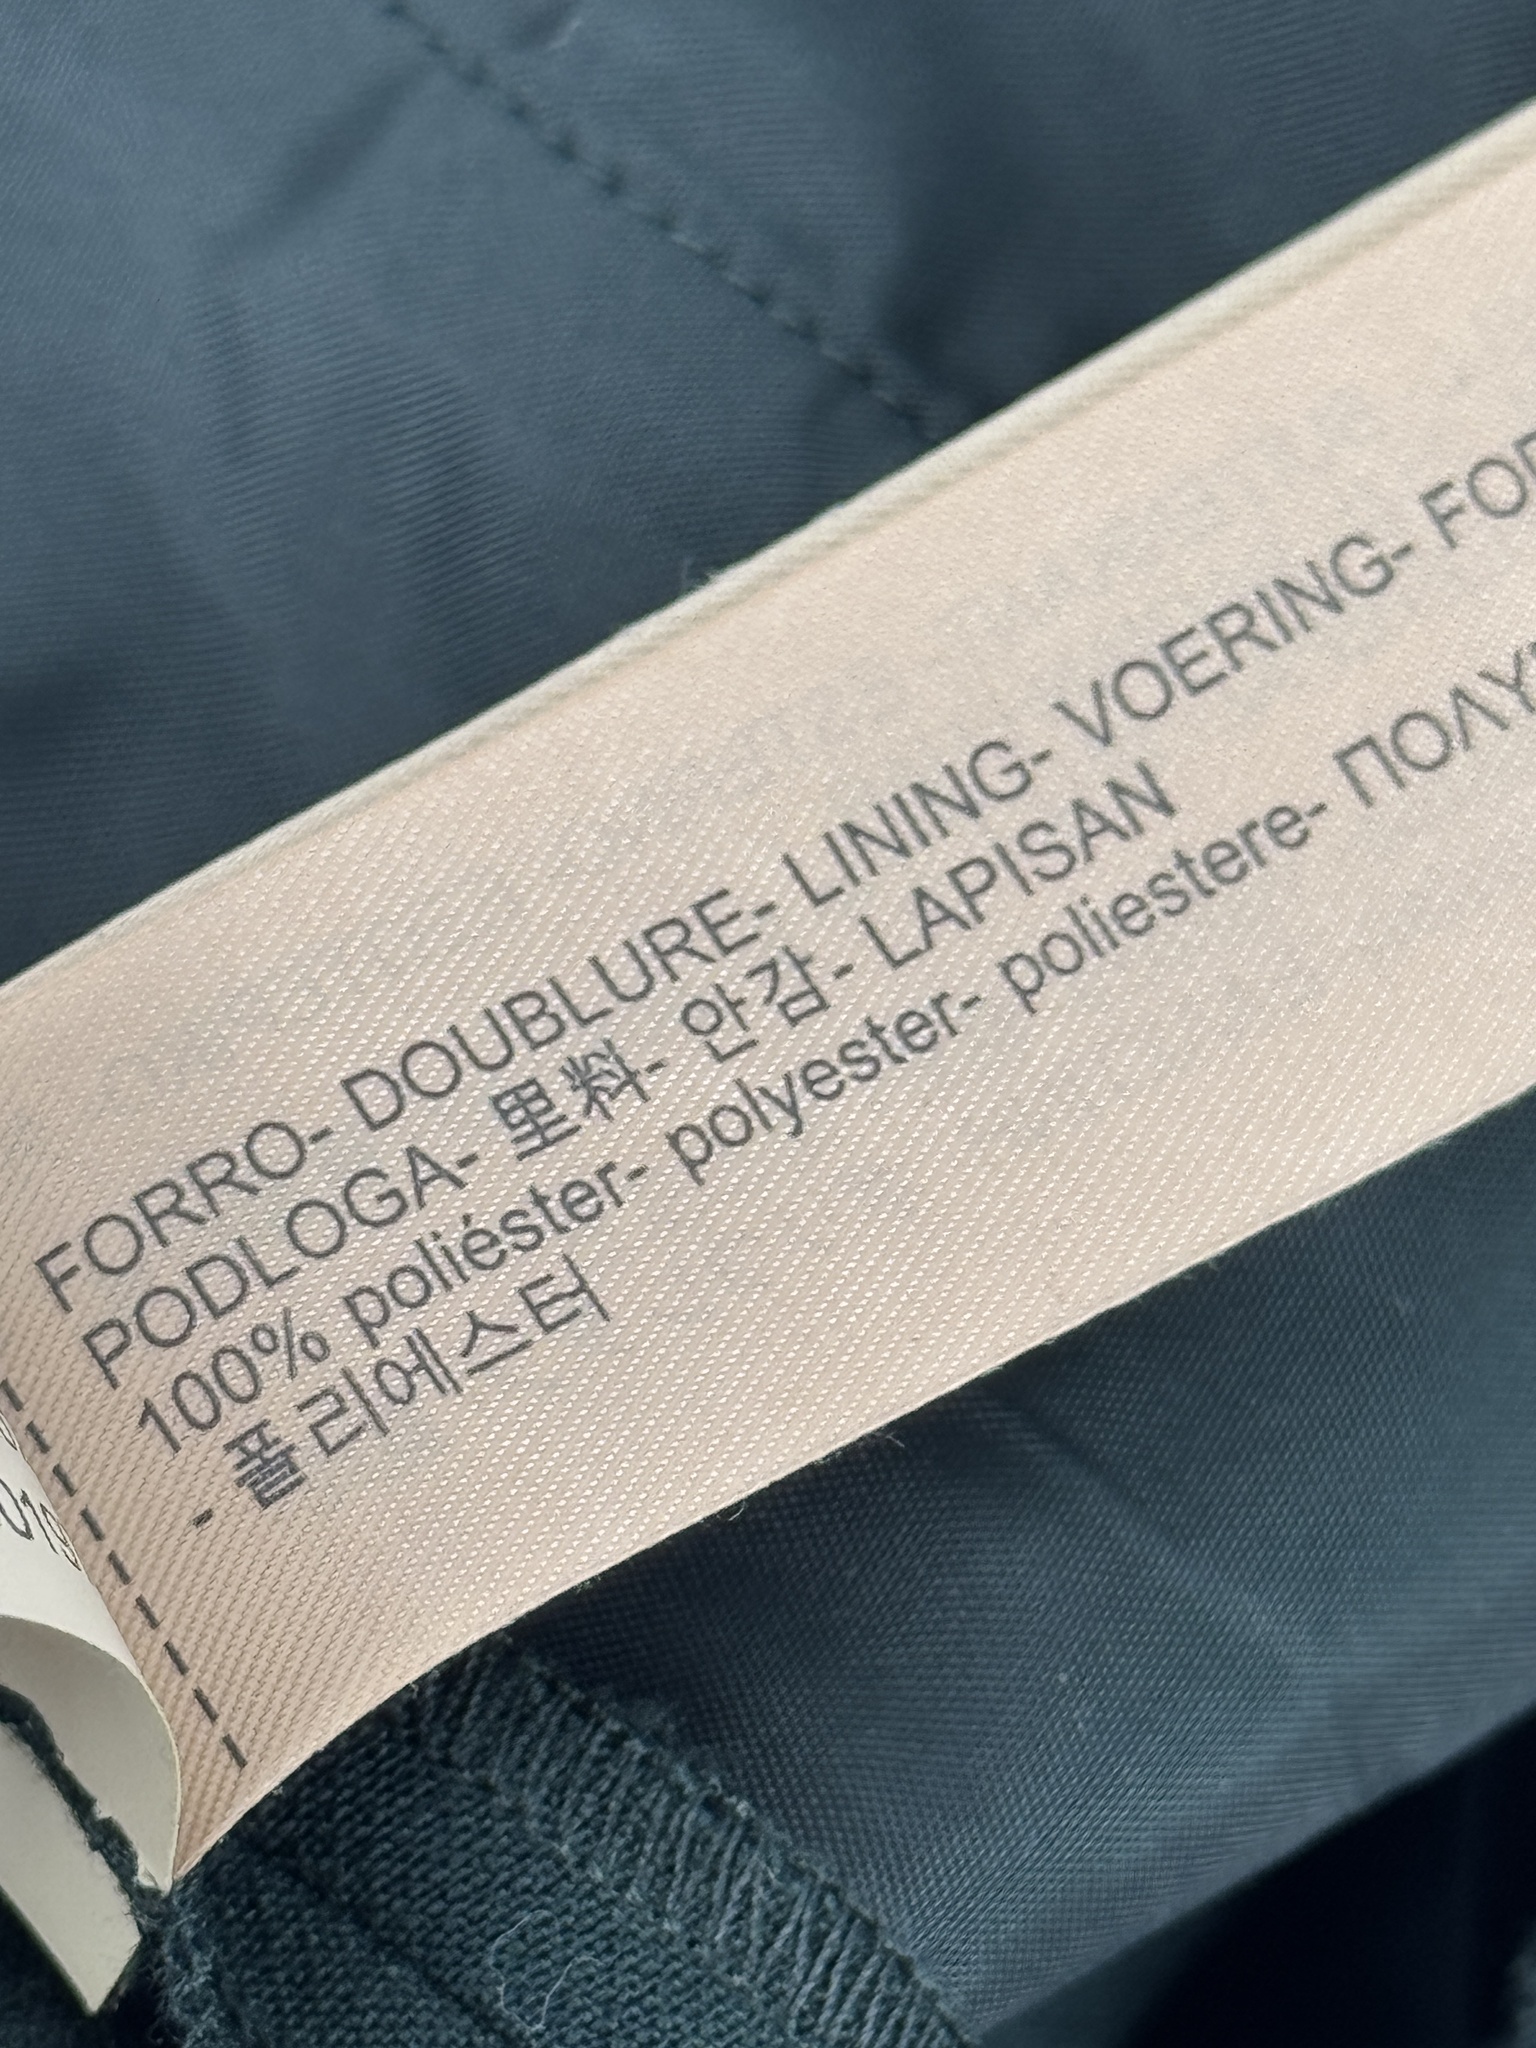 FORRO- DOUBLURE- LINING- VOERING-
PODLOGA- 里料- 안감- LAPISAN
100% poliéster- polyester- poliestere-
- 폴리에스터